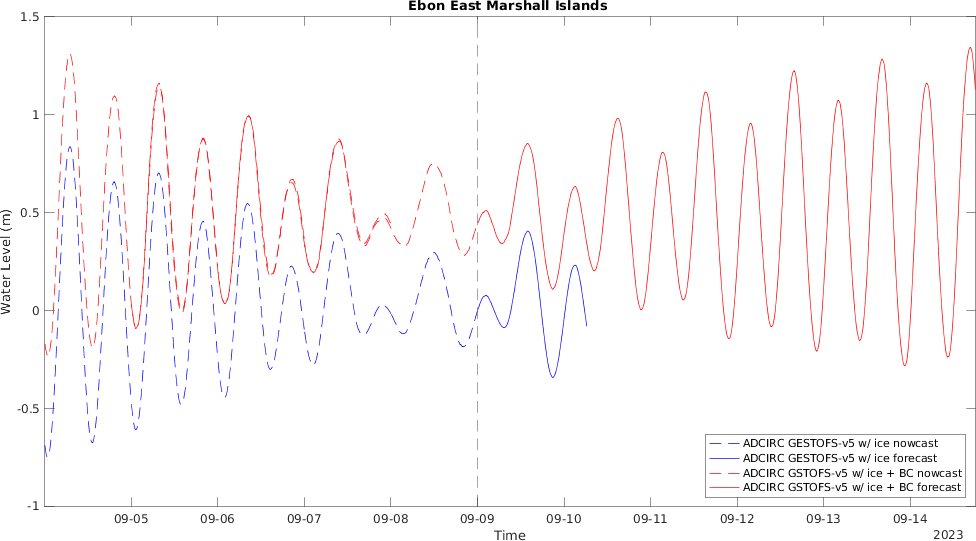 Ebon East Marshall Islands
1.5
1
0.5
0
-0.5
-1
Water Level (m)
ADCIRC GESTOFS-v5 w/ ice nowcast
ADCIRC GESTOFS-v5 w/ ice forecast
ADCIRC GSTOFS-v5 w/ ice + BC nowcast
ADCIRC GSTOFS-v5 w/ ice + BC forecast
09-05 09-06 09-07 09-08 09-09 09-10 09-11 09-12 09-13 09-14
Time
2023